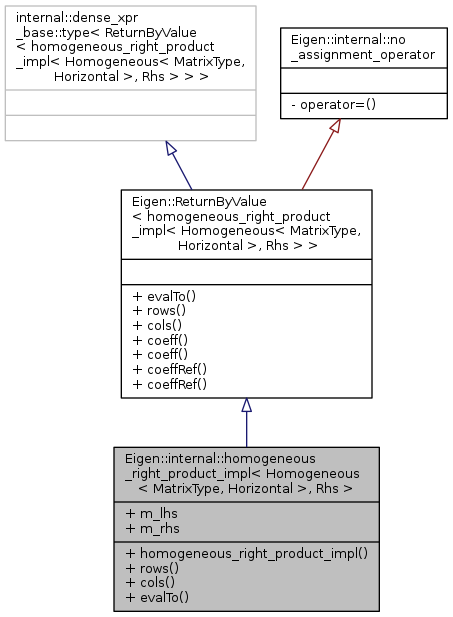 internal::dense_xpr
_base::type< ReturnByValue
< homogeneous_right_product
_impl< Homogeneous< MatrixType,
Horizontal >, Rhs > > >
Eigen::internal::no
_assignment_operator
- operator=()
Eigen::ReturnByValue
< homogeneous_right_product
_impl< Homogeneous< MatrixType,
Horizontal >, Rhs > >
+ evalTo()
+ rows()
+ cols()
+ coeff()
+ coeff()
+ coeffRef()
+ coeffRef()
Eigen::internal::homogeneous
_right_product_impl< Homogeneous
< MatrixType, Horizontal >, Rhs >
+ m_lhs
+ m_rhs
+ homogeneous_right_product_impl()
+ rows()
+ cols()
+ evalTo()